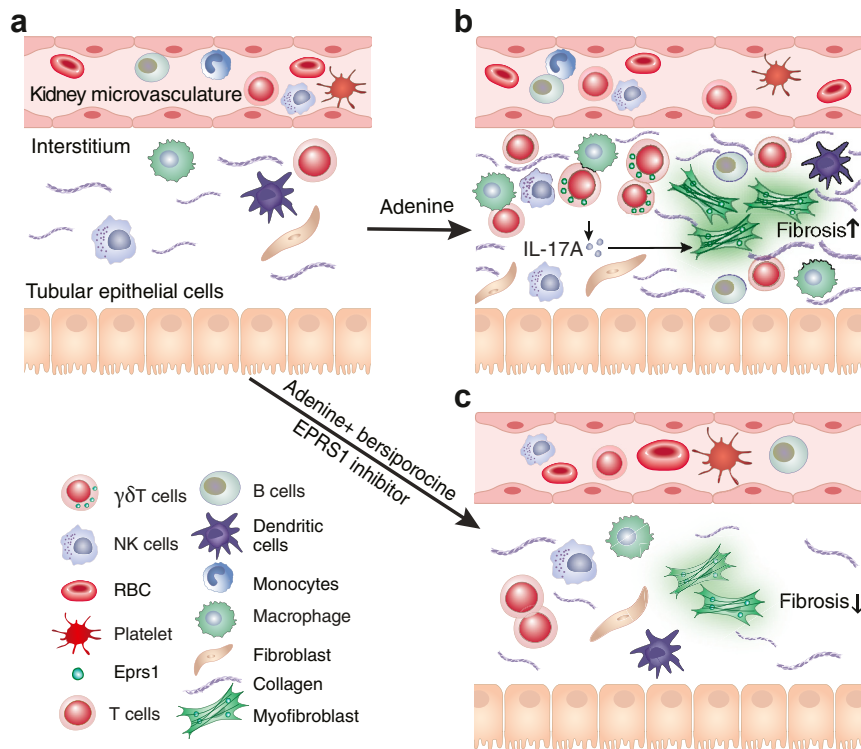 a
Kidney microvasculature
Interstitium
Tubular epithelial cells
Adenine
b
IL-17A
Fibrosis↑
Adenine+ bersiporocine
EPRS1 inhibitor
c
Fibrosis↓
γδT cells
NK cells
RBC
Platelet
Eprs1
T cells
B cells
Dendritic
cells
Monocytes
Macrophage
Fibroblast
Collagen
Myofibroblast